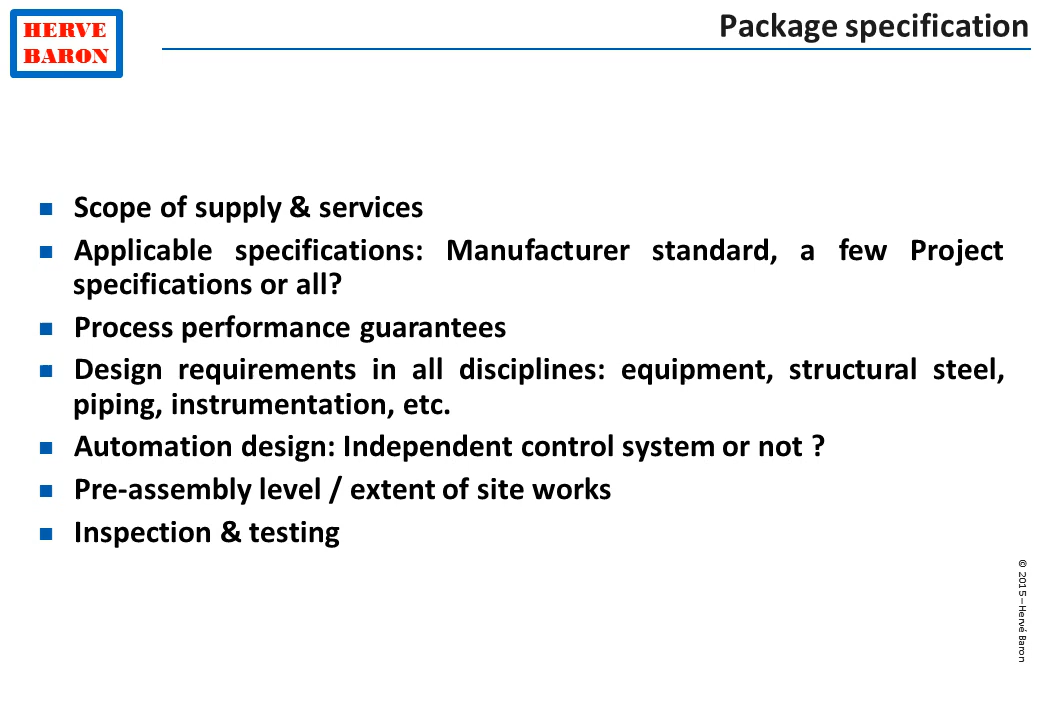 HERVE
BARON
Package specification
■ Scope of supply & services
■ Applicable specifications: Manufacturer standard, a few Project
specifications or all?
■ Process performance guarantees
■ Design requirements in all disciplines: equipment, structural steel,
piping, instrumentation, etc.
■ Automation design: Independent control system or not ?
■ Pre-assembly level / extent of site works
■ Inspection & testing
© 2015 – Hervé Baron